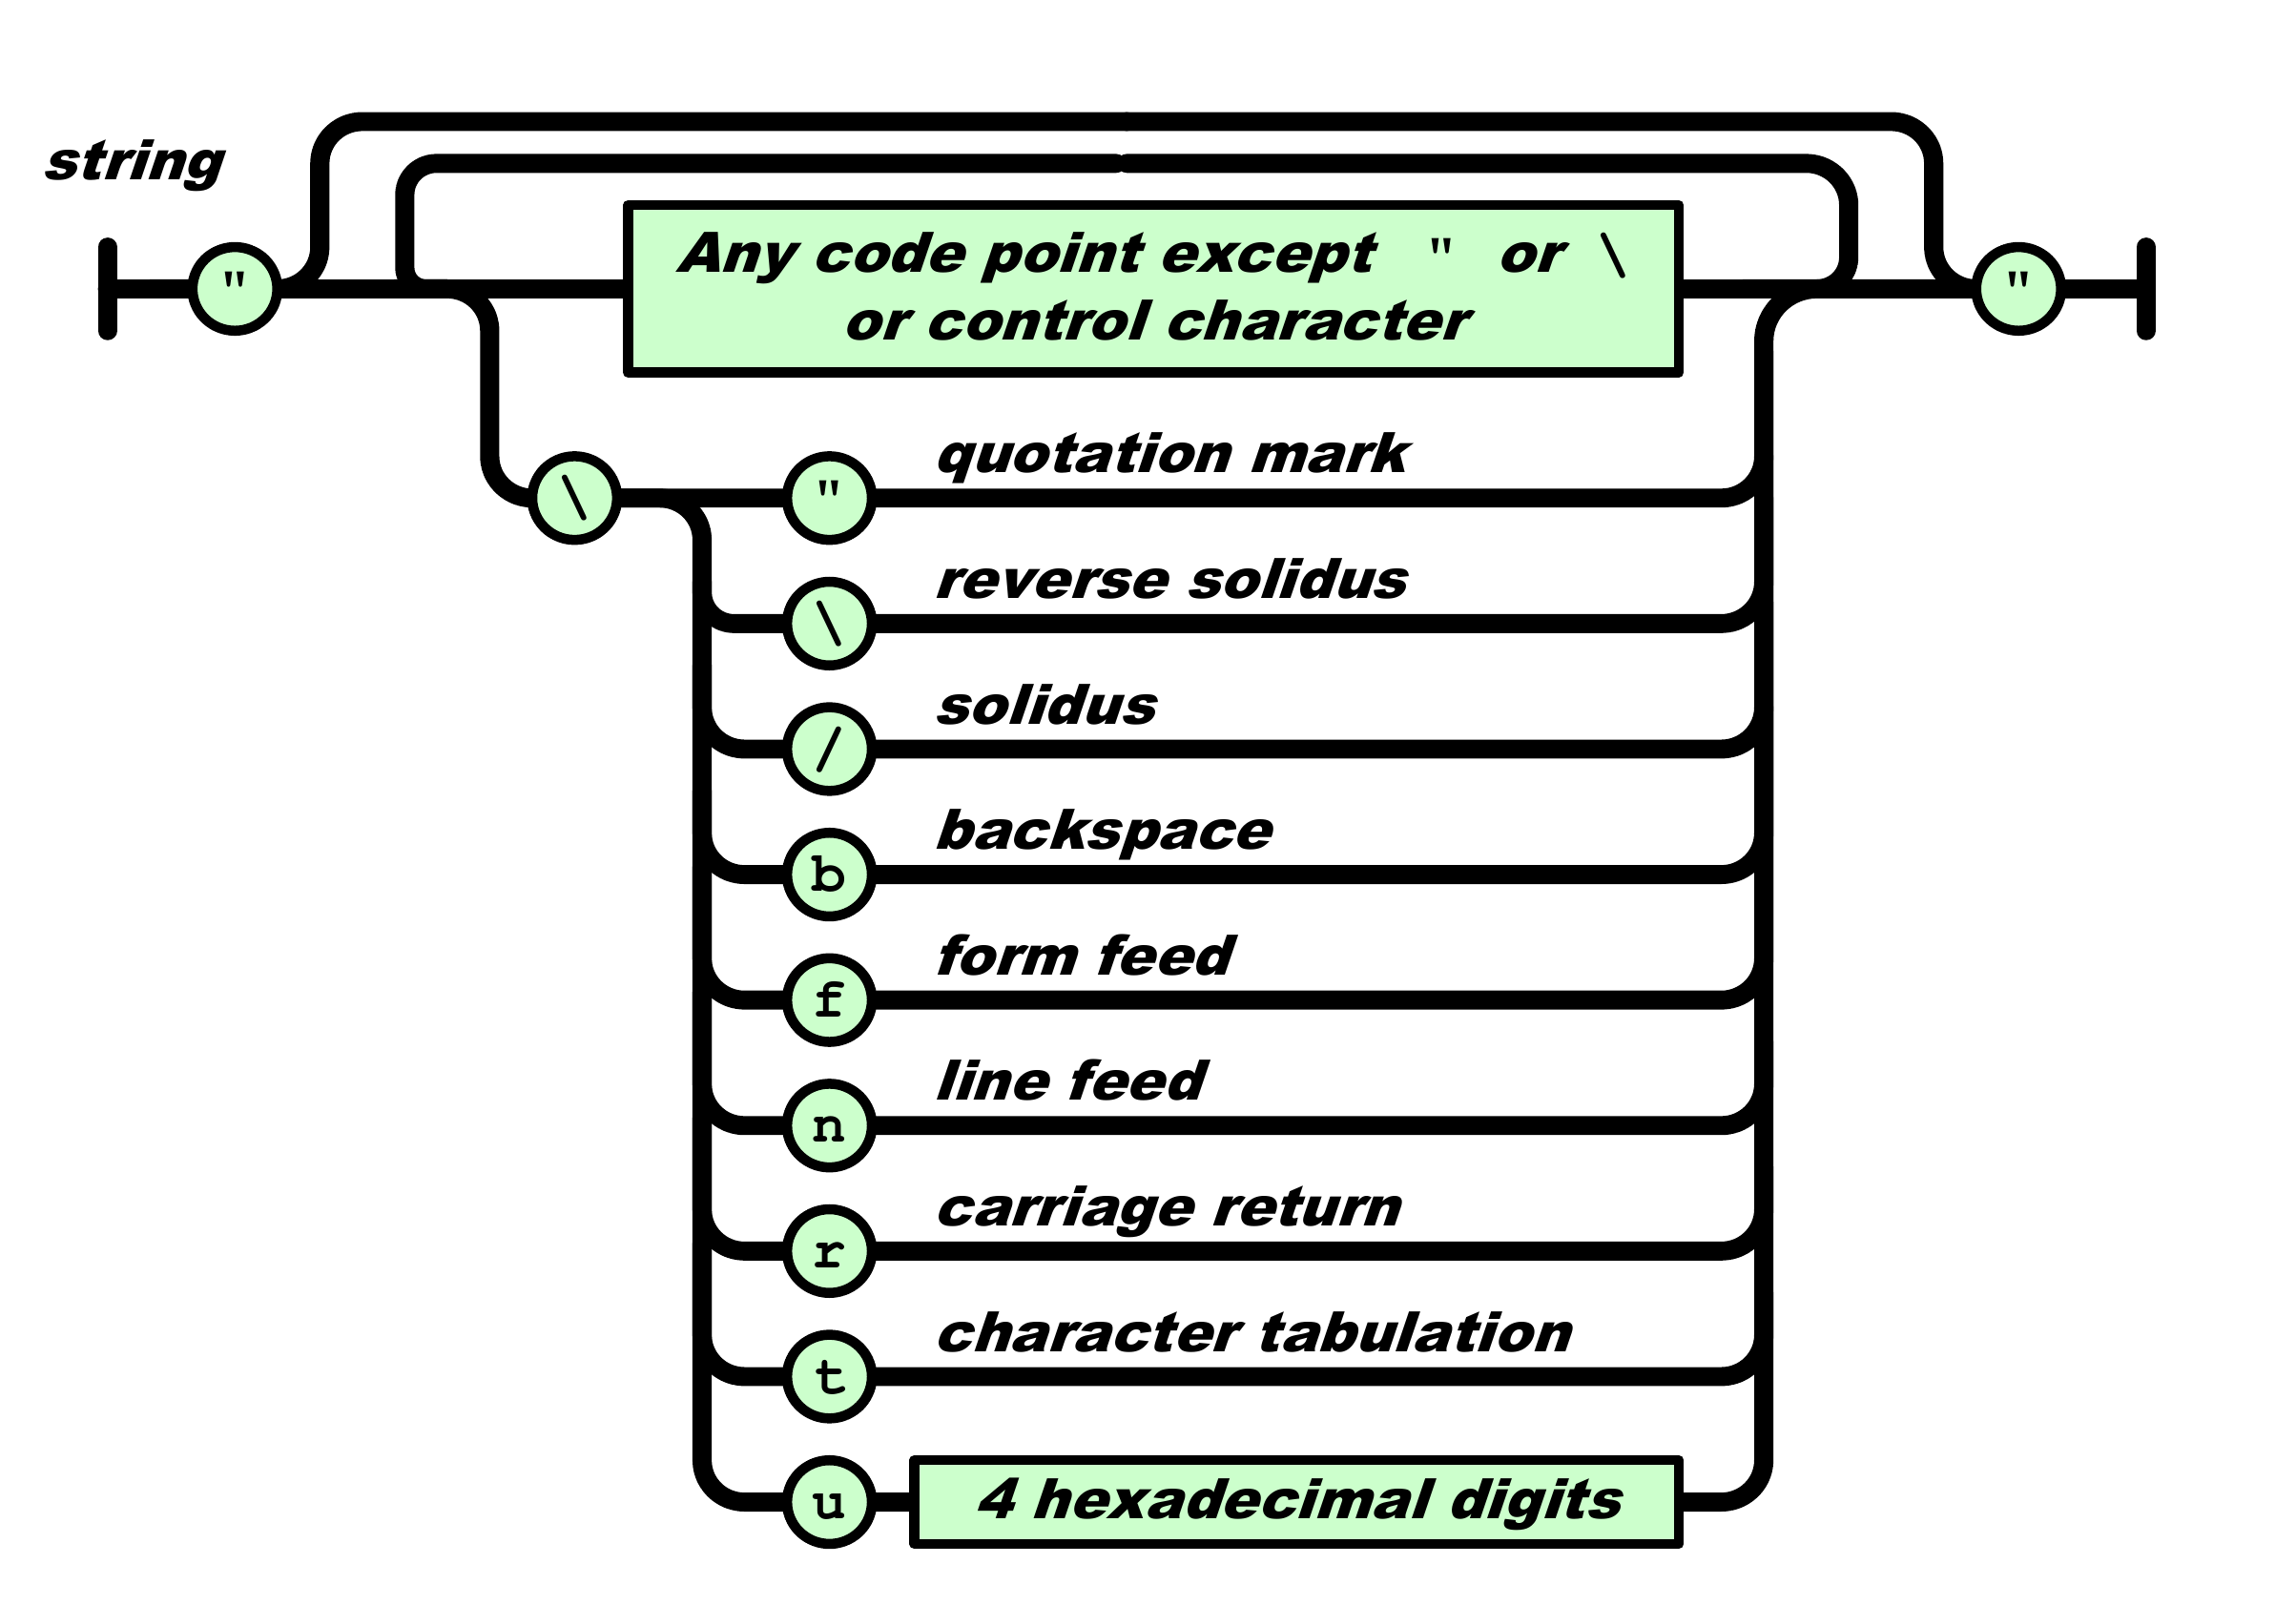 string
"
Any code point except " or \
or control character
"
quotation mark
\
"
reverse solidus
\
solidus
/
backspace
b
form feed
f
line feed
n
carriage return
r
character tabulation
t
u
4 hexadecimal digits